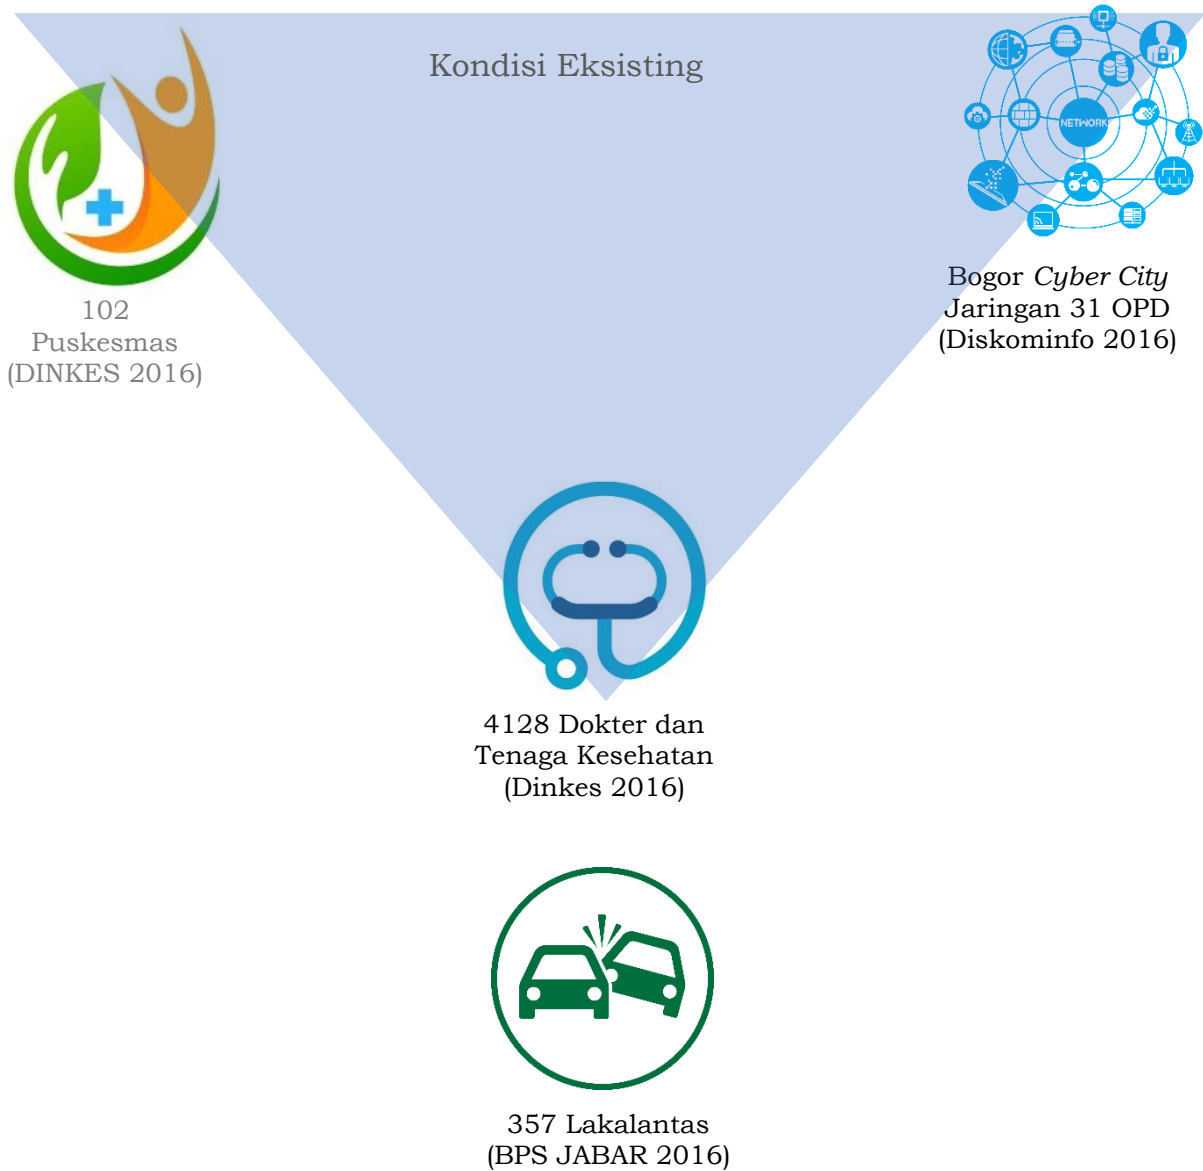 Kondisi Eksisting
NETWORK
102
Puskesmas
(DINKES 2016)
Bogor Cyber City
Jaringan 31 OPD
(Diskominfo 2016)
4128 Dokter dan
Tenaga Kesehatan
(Dinkes 2016)
357 Lakalantas
(BPS JABAR 2016)